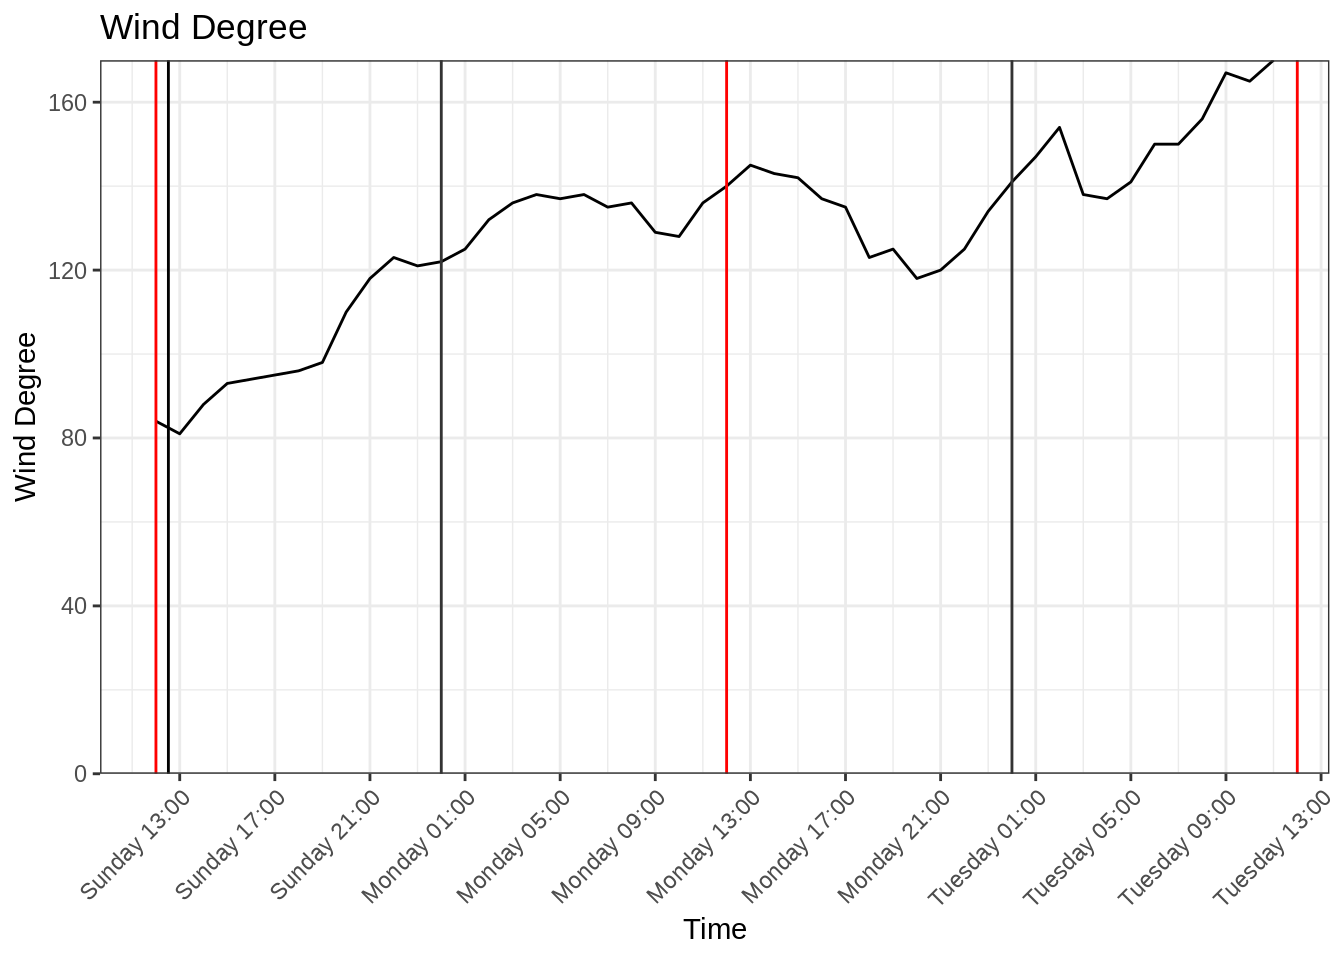 Wind Degree
Wind Degree
160
120
80
40
0
Sunday 13:00
Sunday 17:00
Sunday 21:00
Monday 01:00
Monday 05:00
Monday 09:00
Monday 13:00
Monday 17:00
Monday 21:00
Tuesday 01:00
Tuesday 05:00
Tuesday 09:00
Tuesday 13:00
Time